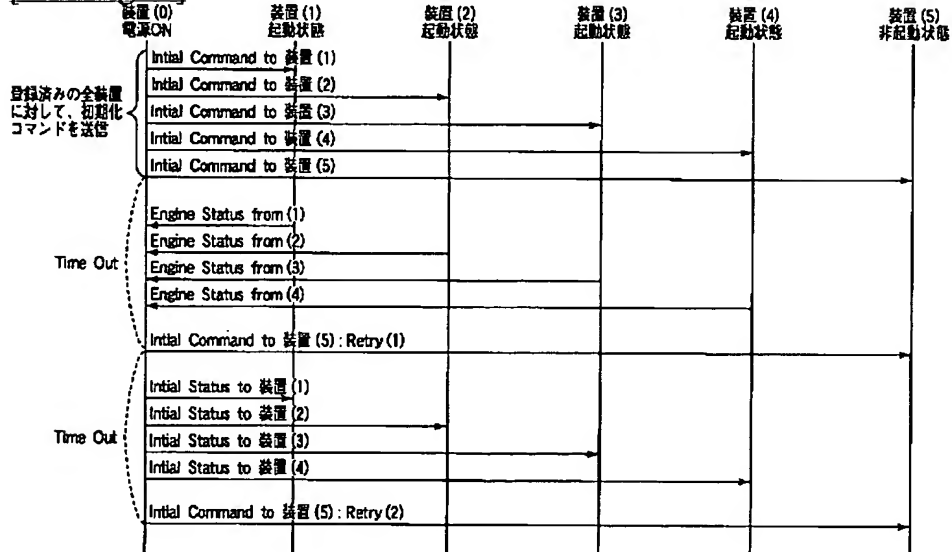 装置(0) 装置(1) 装置(2) 装置(3) 装置(4) 装置(5)
電源ON 起動状態 起動状態 起動状態 起動状態 非起動状態
Intial Command to 装置(1)
Intial Command to 装置(2)
登録済みの全装置
に対して、初期化
コマンドを送信
Intial Command to 装置(3)
Intial Command to 装置(4)
Intial Command to 装置(5)
Engine Status from(1)
Engine Status from(2)
Time Out
Engine Status from(3)
Engine Status from(4)
Intial Command to 装置(5):Retry(1)
Intial Status to 装置(1)
Intial Status to 装置(2)
Time Out
Intial Status to 装置(3)
Intial Status to 装置(4)
Intial Command to 装置(5):Retry(2)